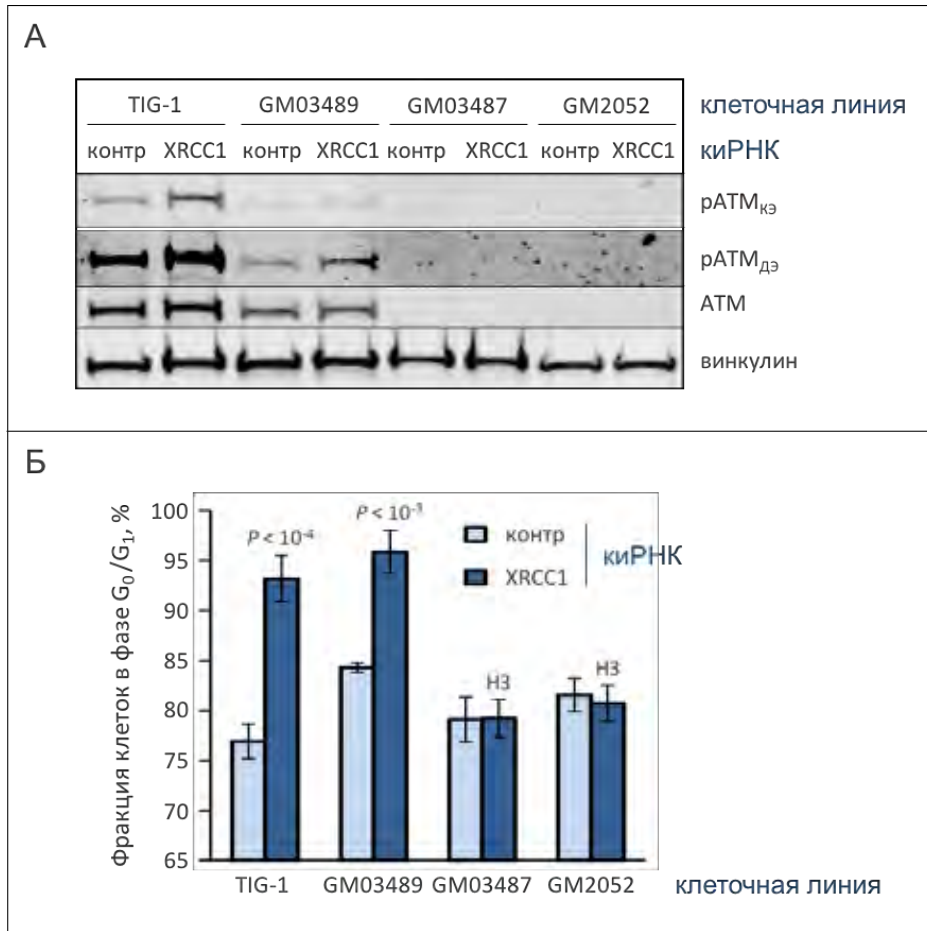 А
TIG-1 GM03489 GM03487 GM2052 клеточная линия
контр XRCC1 контр XRCC1 контр XRCC1 контр XRCC1 киРНК
pATMкэ
pATMдэ
ATM
винкулин
Б
Фракция клеток в фазе G₀/G₁, %
100
95
90
85
80
75
70
65
P < 10⁻⁴
P < 10⁻³
НЗ
НЗ
контр
XRCC1
киРНК
TIG-1 GM03489 GM03487 GM2052 клеточная линия